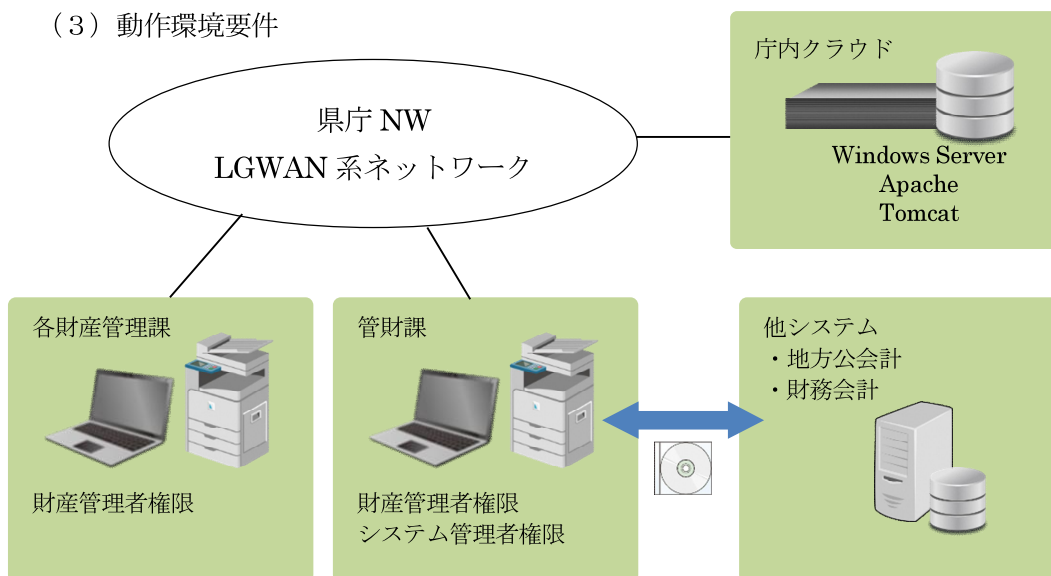 （３）動作環境要件
県庁 NW
LGWAN 系ネットワーク
庁内クラウド
Windows Server
Apache
Tomcat
各財産管理課
財産管理者権限
管財課
財産管理者権限
システム管理者権限
他システム
・地方公会計
・財務会計